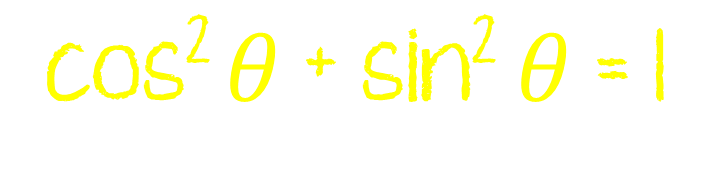 cos² θ + sin² θ = 1